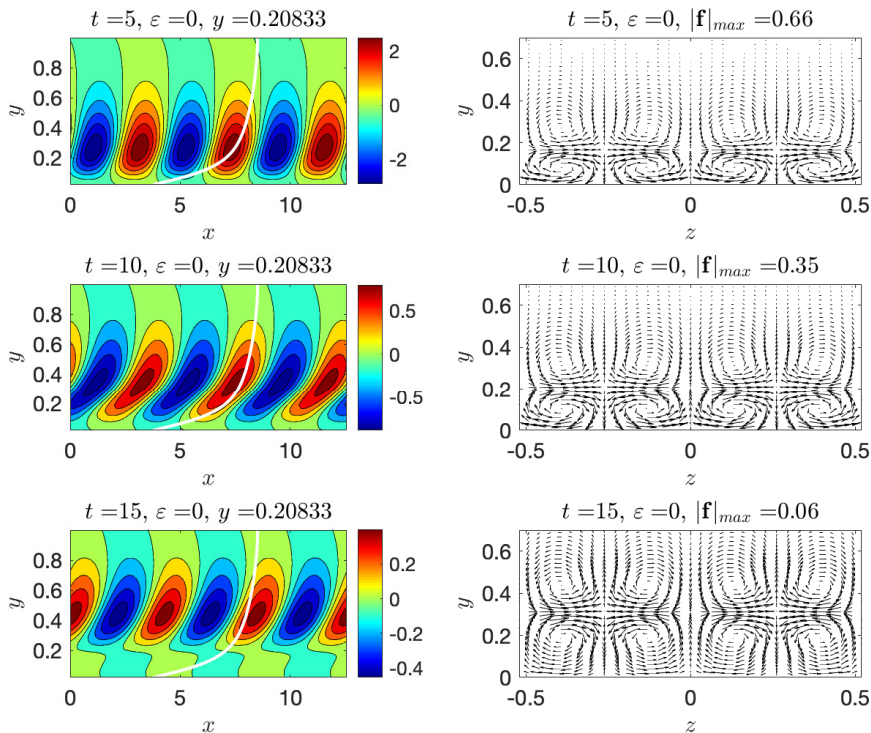 t =5, ε =0, y =0.20833
t =5, ε =0, |f|max =0.66
y
0.8
0.6
0.4
0.2
0 5 10
x
2
0
-2
y
0.6
0.4
0.2
0
-0.5 0 0.5
z
t =10, ε =0, y =0.20833
t =10, ε =0, |f|max =0.35
y
0.8
0.6
0.4
0.2
0 5 10
x
0.5
0
-0.5
y
0.6
0.4
0.2
0
-0.5 0 0.5
z
t =15, ε =0, y =0.20833
t =15, ε =0, |f|max =0.06
y
0.8
0.6
0.4
0.2
0 5 10
x
0.2
0
-0.2
-0.4
y
0.6
0.4
0.2
0
-0.5 0 0.5
z